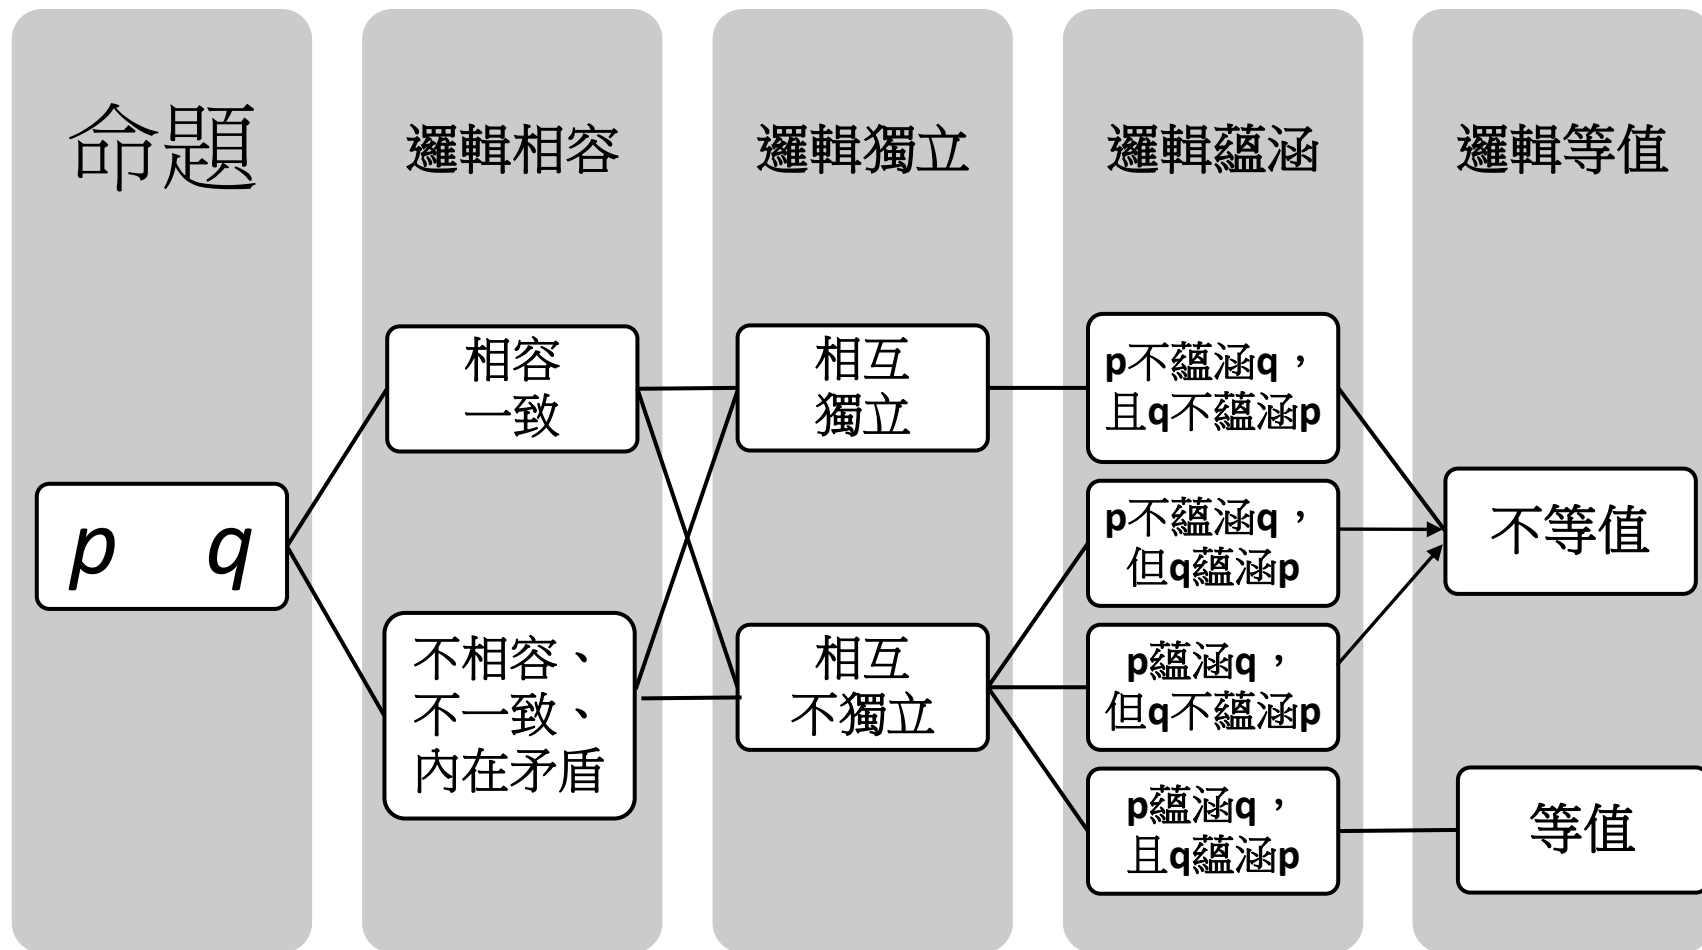 命題
邏輯相容
邏輯獨立
邏輯蘊涵
邏輯等值
p q
相容
一致
不相容、
不一致、
內在矛盾
相互
獨立
相互
不獨立
p不蘊涵q，
且q不蘊涵p
p不蘊涵q，
但q蘊涵p
p蘊涵q，
但q不蘊涵p
p蘊涵q，
且q蘊涵p
不等值
等值